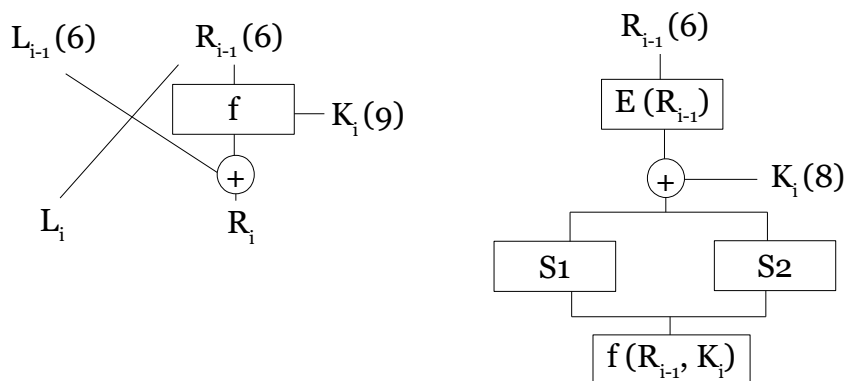 L_{i-1}(6) R_{i-1}(6)
f
K_i(9)
+
L_i
R_i
R_{i-1}(6)
E (R_{i-1})
+
K_i(8)
S1
S2
f (R_{i-1}, K_i)